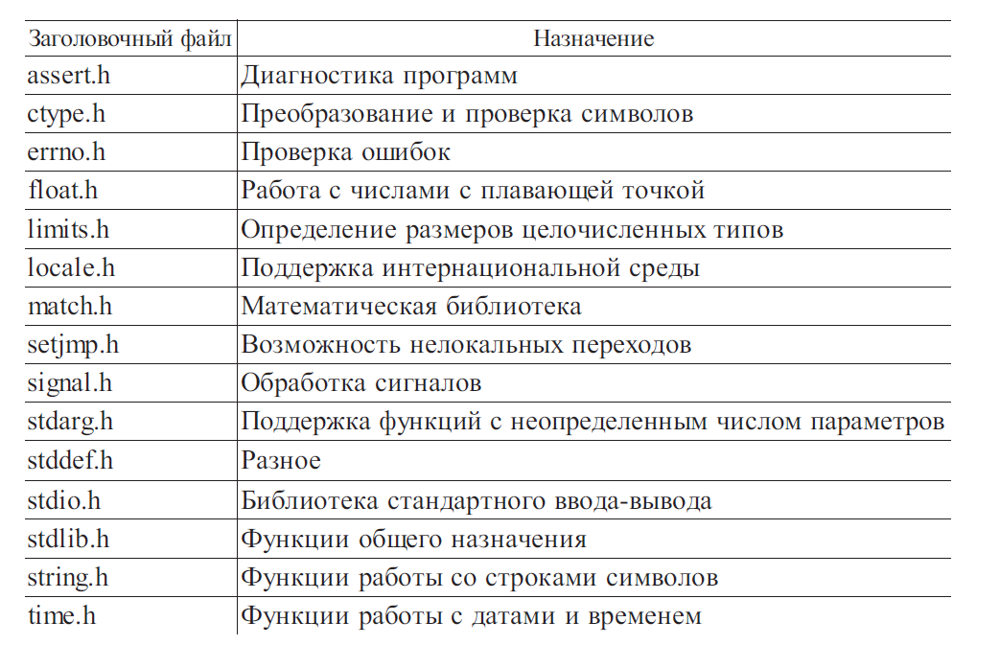 Заголовочный файл Назначение
assert.h Диагностика программ
ctype.h Преобразование и проверка символов
errno.h Проверка ошибок
float.h Работа с числами с плавающей точкой
limits.h Определение размеров целочисленных типов
locale.h Поддержка интернациональной среды
match.h Математическая библиотека
setjmp.h Возможность нелокальных переходов
signal.h Обработка сигналов
stdarg.h Поддержка функций с неопределенным числом параметров
stddef.h Разное
stdio.h Библиотека стандартного ввода-вывода
stdlib.h Функции общего назначения
string.h Функции работы со строками символов
time.h Функции работы с датами и временем